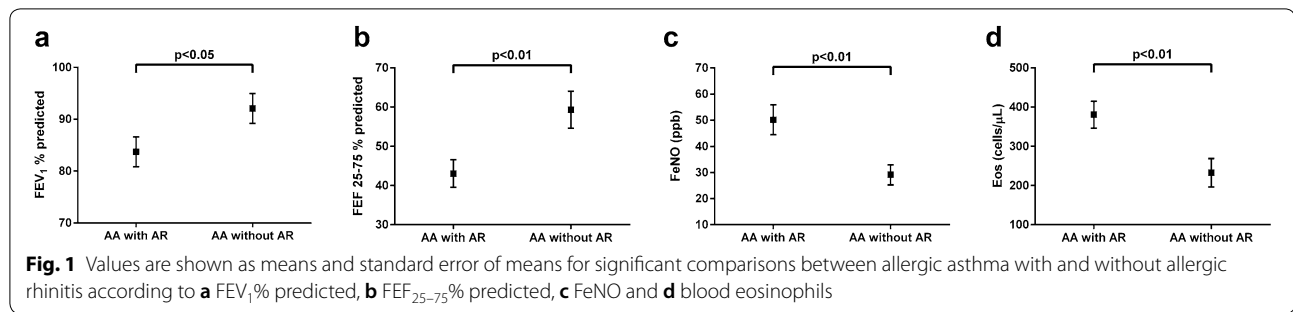 a
p<0.05
FEV₁ % predicted
100
90
80
70
AA with AR
AA without AR
b
p<0.01
FEF 25-75 % predicted
70
60
50
40
30
AA with AR
AA without AR
c
p<0.01
FeNO (ppb)
70
60
50
40
30
20
10
AA with AR
AA without AR
d
p<0.01
Eos (cells/μL)
500
400
300
200
100
AA with AR
AA without AR
Fig. 1 Values are shown as means and standard error of means for significant comparisons between allergic asthma with and without allergic
rhinitis according to a FEV₁% predicted, b FEF₂₅₋₇₅% predicted, c FeNO and d blood eosinophils